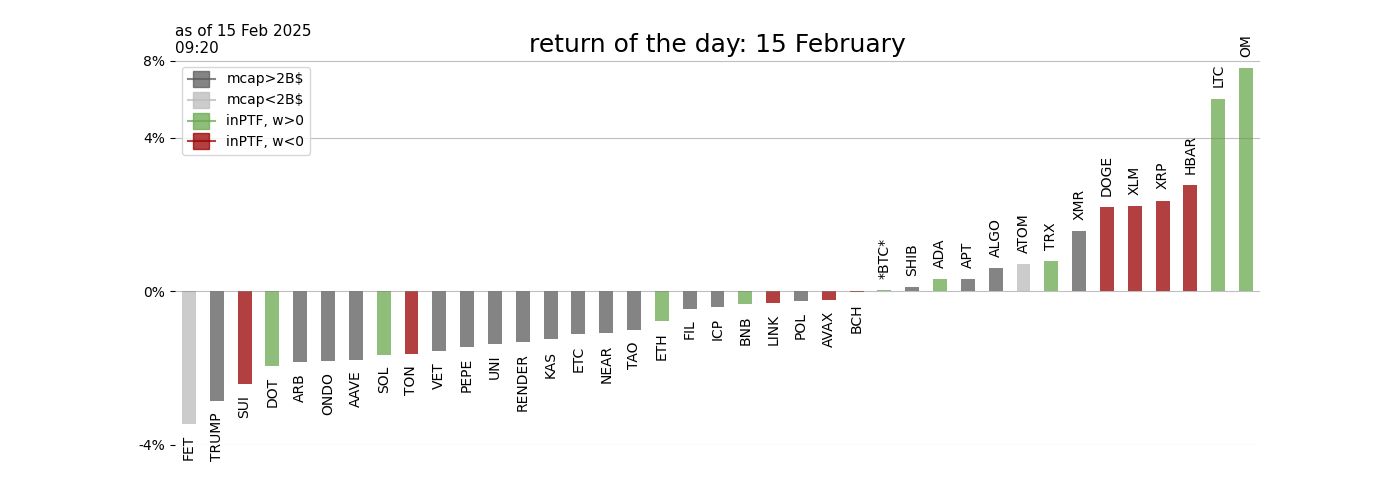 as of 15 Feb 2025
09:20
return of the day: 15 February
8%
4%
0%
-4%
mcap>2B$
mcap<2B$
inPTF, w>0
inPTF, w<0
FET
TRUMP
SUI
DOT
ARB
ONDO
AAVE
SOL
TON
VET
PEPE
UNI
RENDER
KAS
ETC
NEAR
TAO
ETH
FIL
ICP
BNB
LINK
POL
AVAX
BCH
*BTC*
SHIB
ADA
APT
ALGO
ATOM
TRX
XMR
DOGE
XLM
XRP
HBAR
LTC
OM